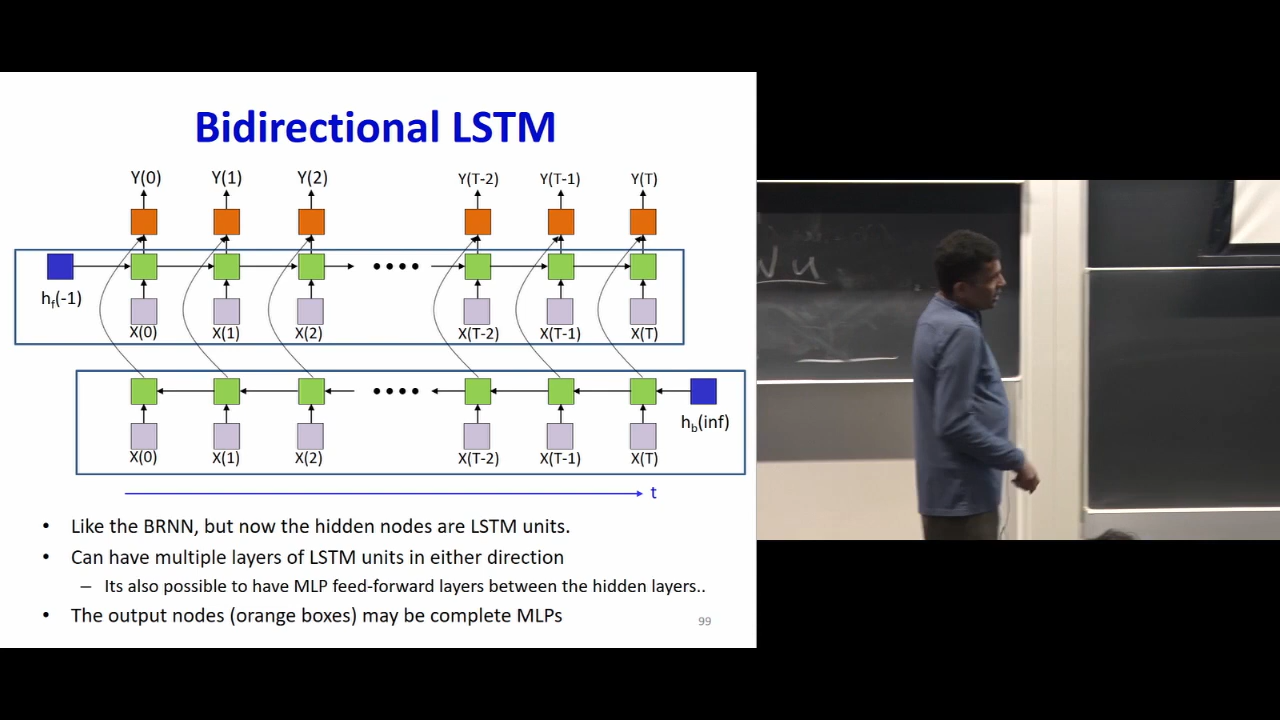 Bidirectional LSTM
Y(0) Y(1) Y(2) Y(T-2) Y(T-1) Y(T)
h_f(-1)
X(0) X(1) X(2) X(T-2) X(T-1) X(T)
h_b(inf)
X(0) X(1) X(2) X(T-2) X(T-1) X(T)
t
• Like the BRNN, but now the hidden nodes are LSTM units.
• Can have multiple layers of LSTM units in either direction
– Its also possible to have MLP feed-forward layers between the hidden layers..
• The output nodes (orange boxes) may be complete MLPs
99